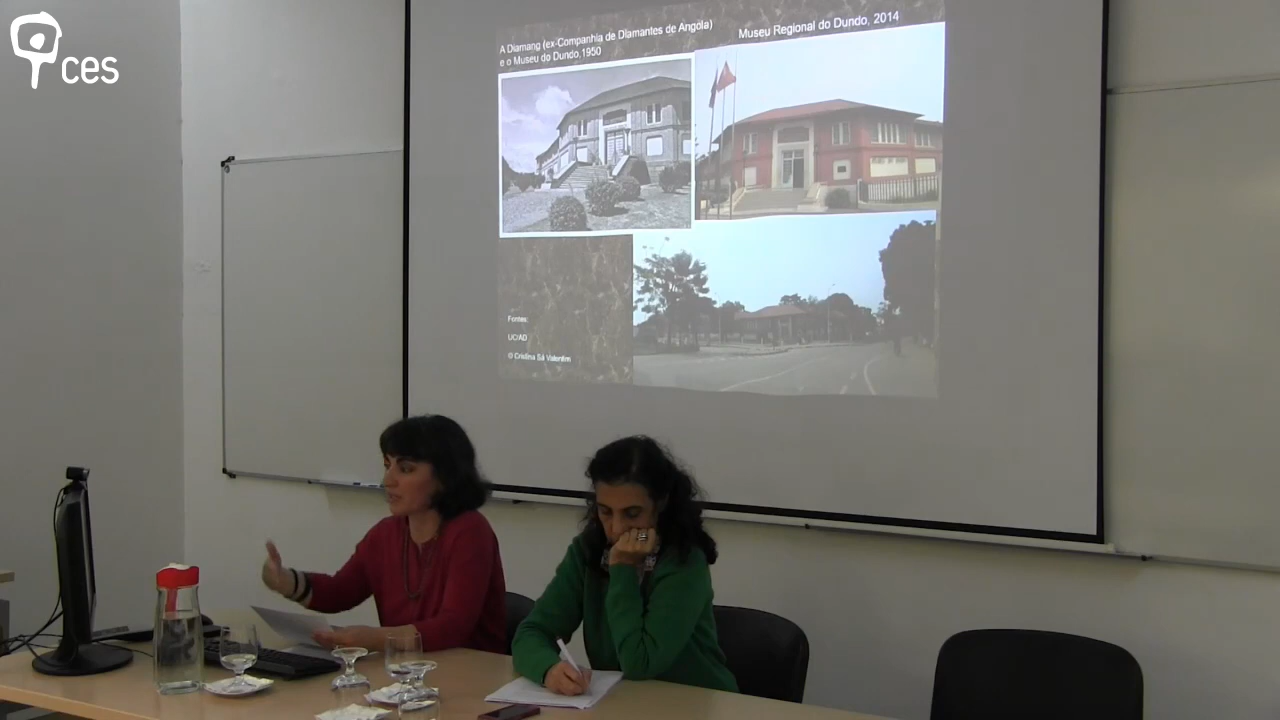 ces
A Diamang (ex-Companhia de Diamantes de Angola)
e o Museu do Dundo,1950
Museu Regional do Dundo, 2014
Fontes:
UC/AD
© Cristina Sá Valentim